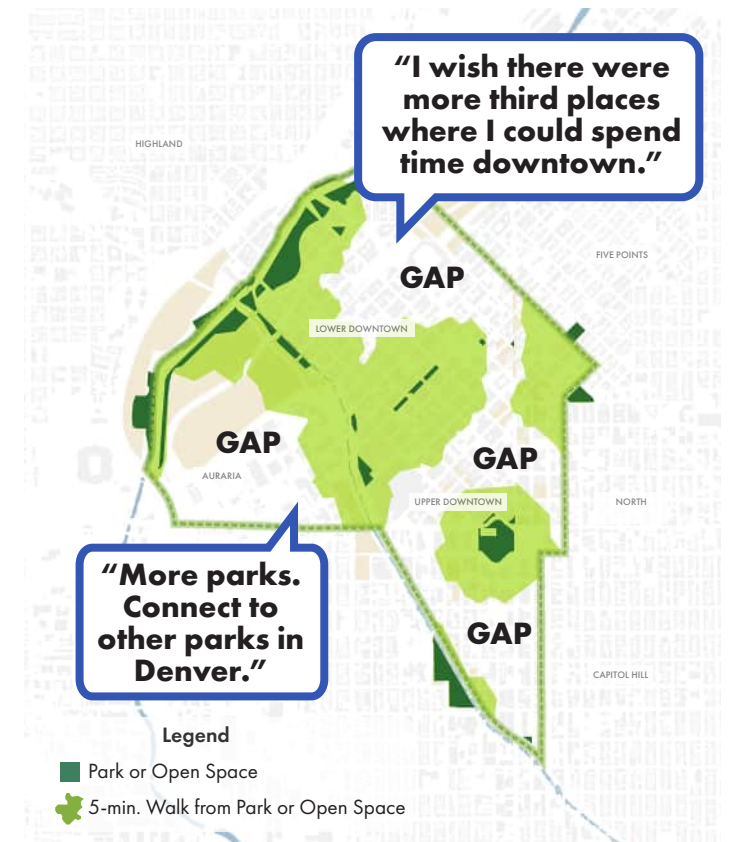 “I wish there were
more third places
where I could spend
time downtown.”
HIGHLAND
FIVE POINTS
GAP
LOWER DOWNTOWN
GAP
GAP
AURARIA
UPPER DOWNTOWN
NORTH
“More parks.
Connect to
other parks in
Denver.”
GAP
CAPITOL HILL
Legend
Park or Open Space
5-min. Walk from Park or Open Space